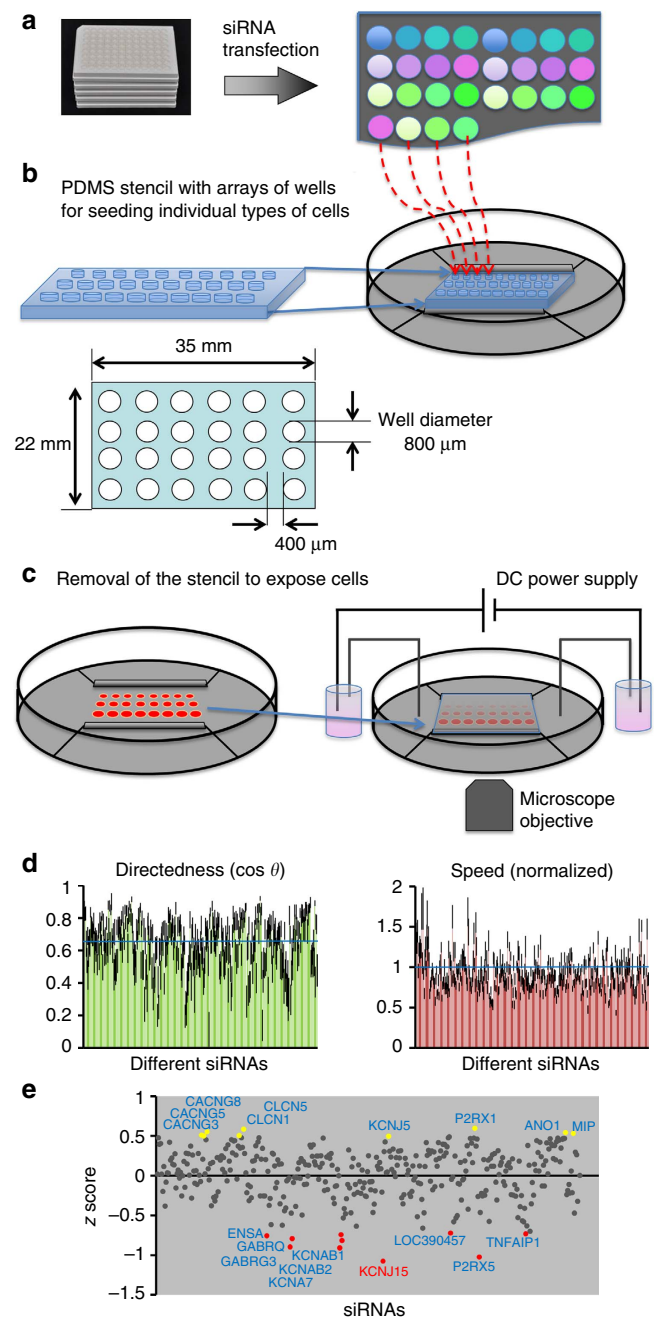 a
siRNA
transfection
b
PDMS stencil with arrays of wells
for seeding individual types of cells
35 mm
22 mm
Well diameter
800 μm
400 μm
c
Removal of the stencil to expose cells
DC power supply
Microscope
objective
d
Directedness (cos θ)
1
0.8
0.6
0.4
0.2
0
Different siRNAs
Speed (normalized)
2
1.5
1
0.5
0
Different siRNAs
e
1
0.5
0
−0.5
−1
−1.5
z score
CACNG8
CACNG5
CACNG3
CLCN5
CLCN1
KCNJ5
P2RX1
ANO1
MIP
ENSA
GABRQ
GABRG3
KCNAB1
KCNAB2
KCNA7
KCNJ15
LOC390457
P2RX5
TNFAIP1
siRNAs